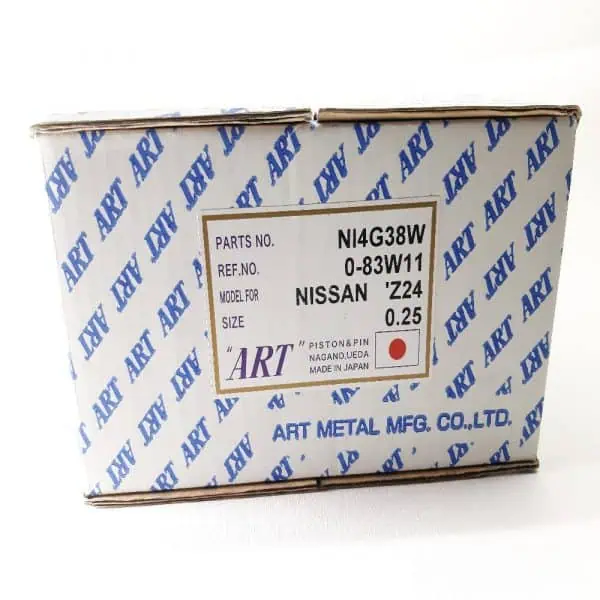 PARTS NO. NI4G38W
REF.NO. 0-83W11
MODEL FOR NISSAN 'Z24
SIZE 0.25
"ART" PISTON&PIN
NAGANO,UEDA
MADE IN JAPAN
ART METAL MFG. CO.,LTD.